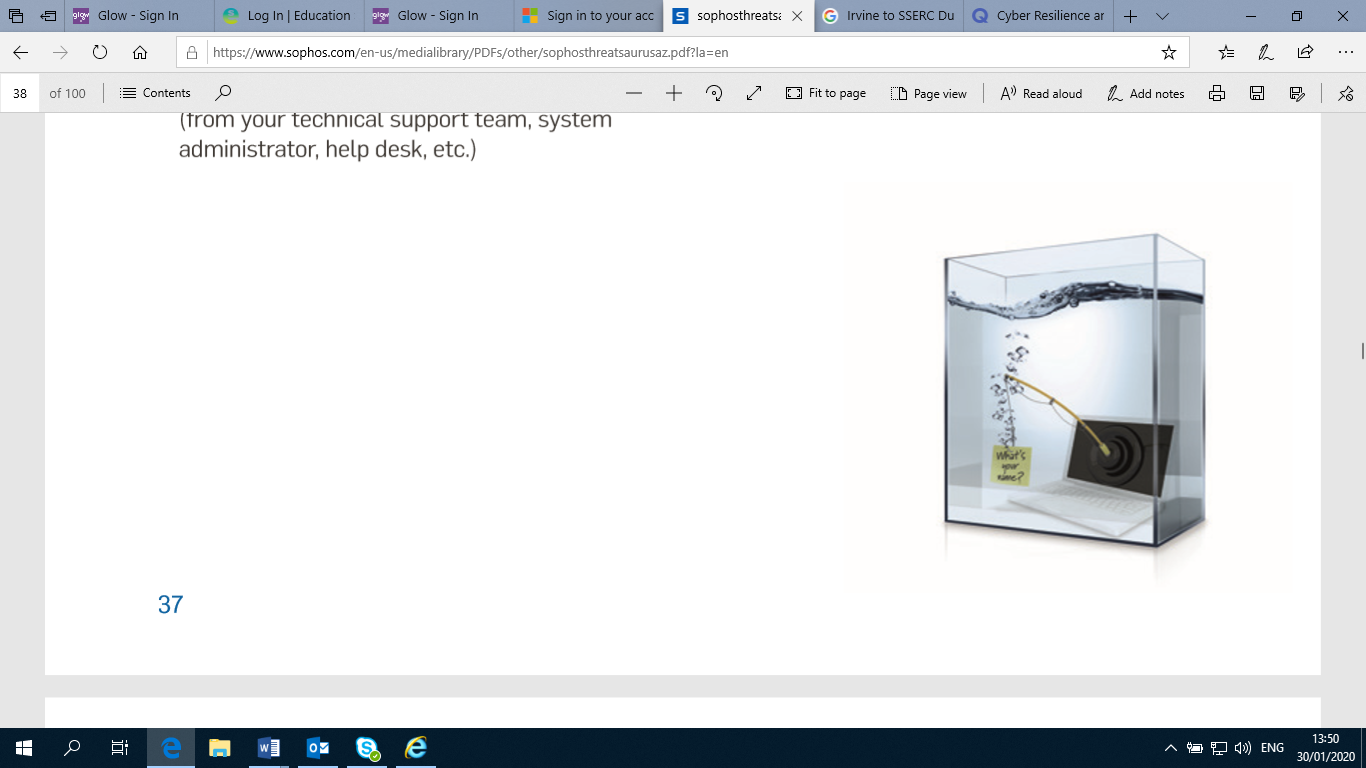 Glow - Sign In
Log In | Education
Glow - Sign In
Sign in to your acc
sophosthreatsa
Irvine to SSERC Du
Cyber Resilience ar
https://www.sophos.com/en-us/medialibrary/PDFs/other/sophosthreatsaurusaz.pdf?la=en
38 of 100 Contents Fit to page Page view Read aloud Add notes
(from your technical support team, system
administrator, help desk, etc.)
What's
your
name?
37
ENG
13:50
30/01/2020